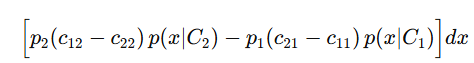 [p₂(c₁₂ − c₂₂) p(x|C₂) − p₁(c₂₁ − c₁₁) p(x|C₁)]dx